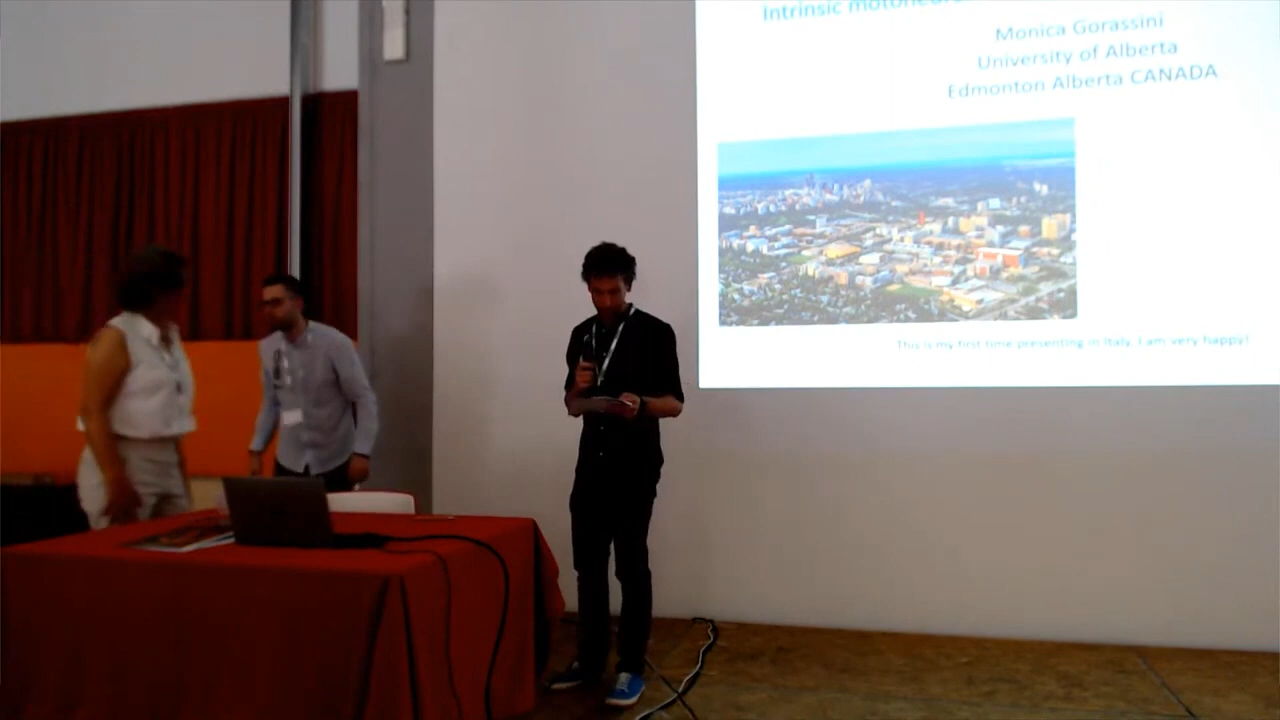 Intrinsic
Monica Gorassini
University of Alberta
Edmonton Alberta CANADA
This is my first time presenting in Italy. I am very happy!